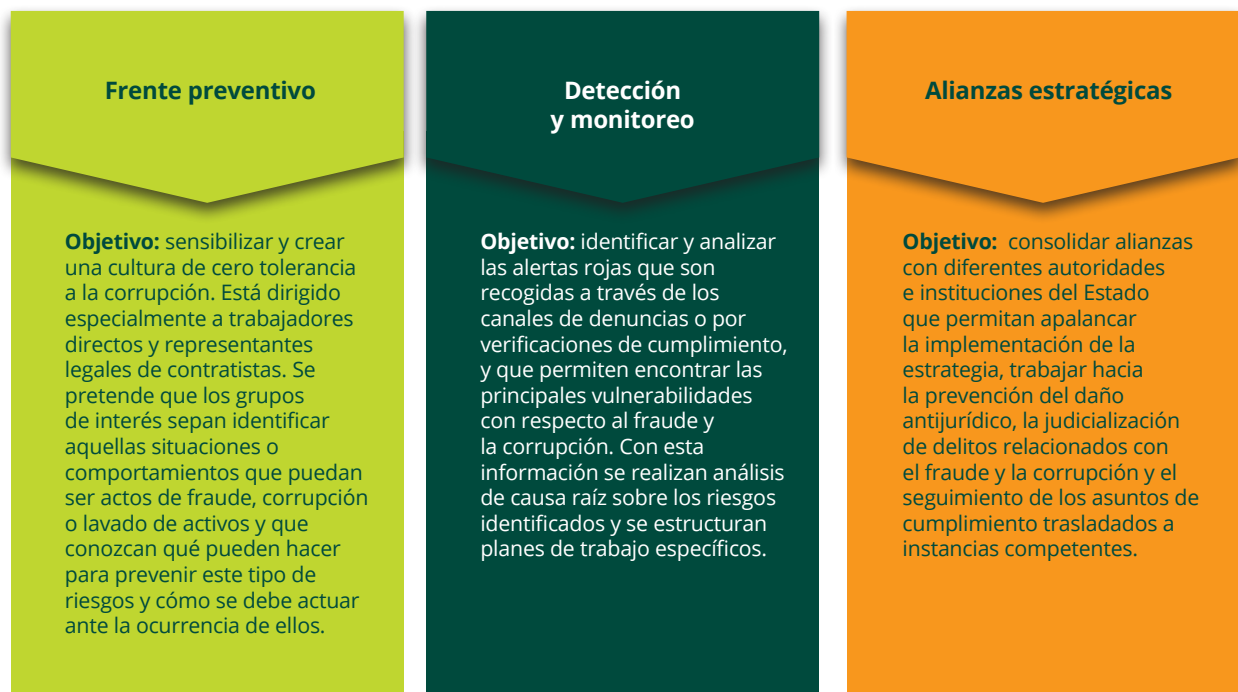 Frente preventivo
Objetivo: sensibilizar y crear
una cultura de cero tolerancia
a la corrupción. Está dirigido
especialmente a trabajadores
directos y representantes
legales de contratistas. Se
pretende que los grupos
de interés sepan identificar
aquellas situaciones o
comportamientos que puedan
ser actos de fraude, corrupción
o lavado de activos y que
conozcan qué pueden hacer
para prevenir este tipo de
riesgos y cómo se debe actuar
ante la ocurrencia de ellos.
Detección
y monitoreo
Objetivo: identificar y analizar
las alertas rojas que son
recogidas a través de los
canales de denuncias o por
verificaciones de cumplimiento,
y que permiten encontrar las
principales vulnerabilidades
con respecto al fraude y
la corrupción. Con esta
información se realizan análisis
de causa raíz sobre los riesgos
identificados y se estructuran
planes de trabajo específicos.
Alianzas estratégicas
Objetivo: consolidar alianzas
con diferentes autoridades
e instituciones del Estado
que permitan apalancar
la implementación de la
estrategia, trabajar hacia
la prevención del daño
antijurídico, la judicialización
de delitos relacionados con
el fraude y la corrupción y el
seguimiento de los asuntos de
cumplimiento trasladados a
instancias competentes.